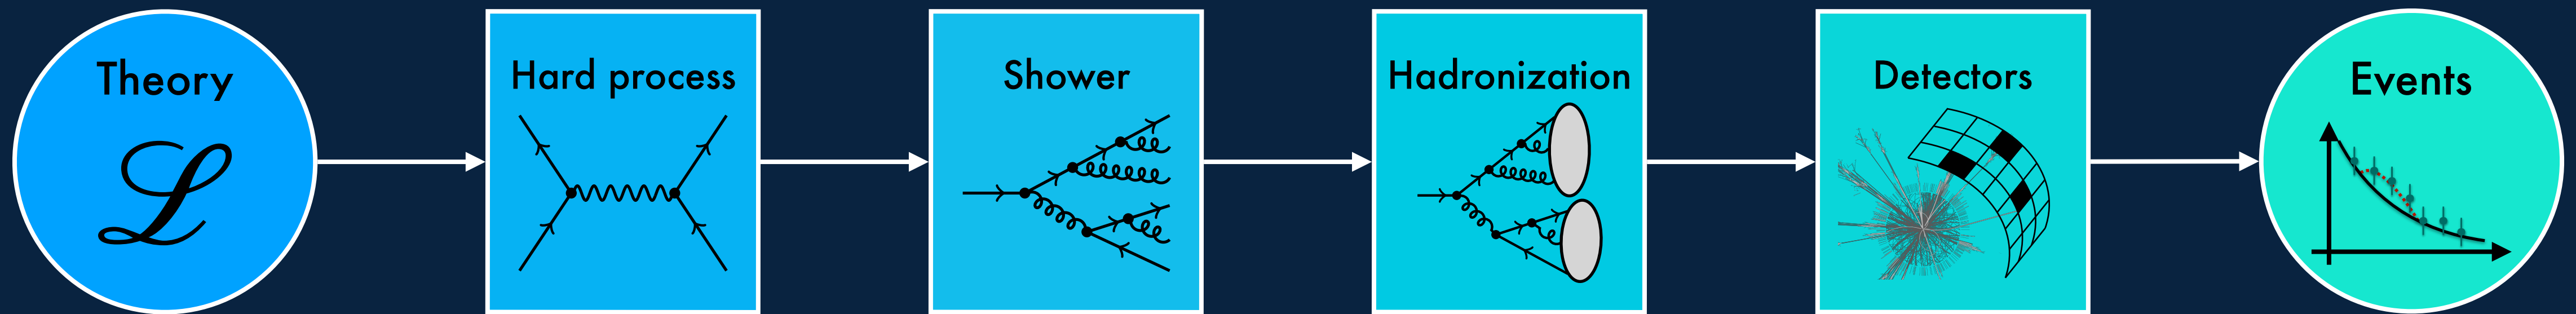 Theory
ℒ
Hard process
Shower
Hadronization
Detectors
Events